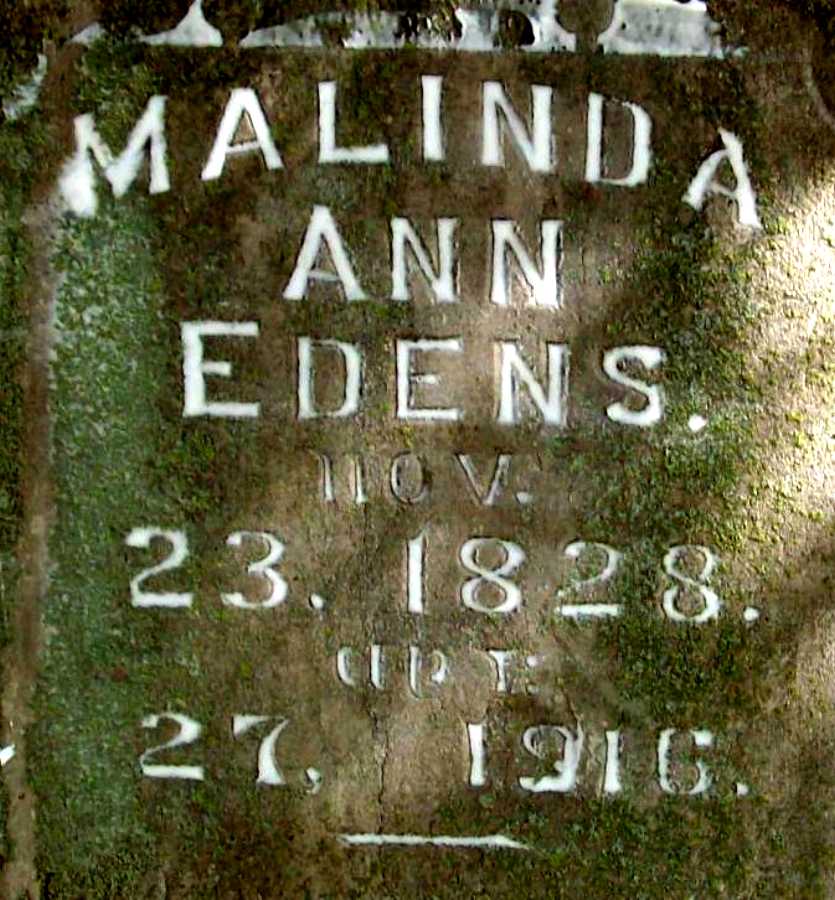 MALINDA
ANN
EDENS.
NOV.
23. 1828.
27, 1916.